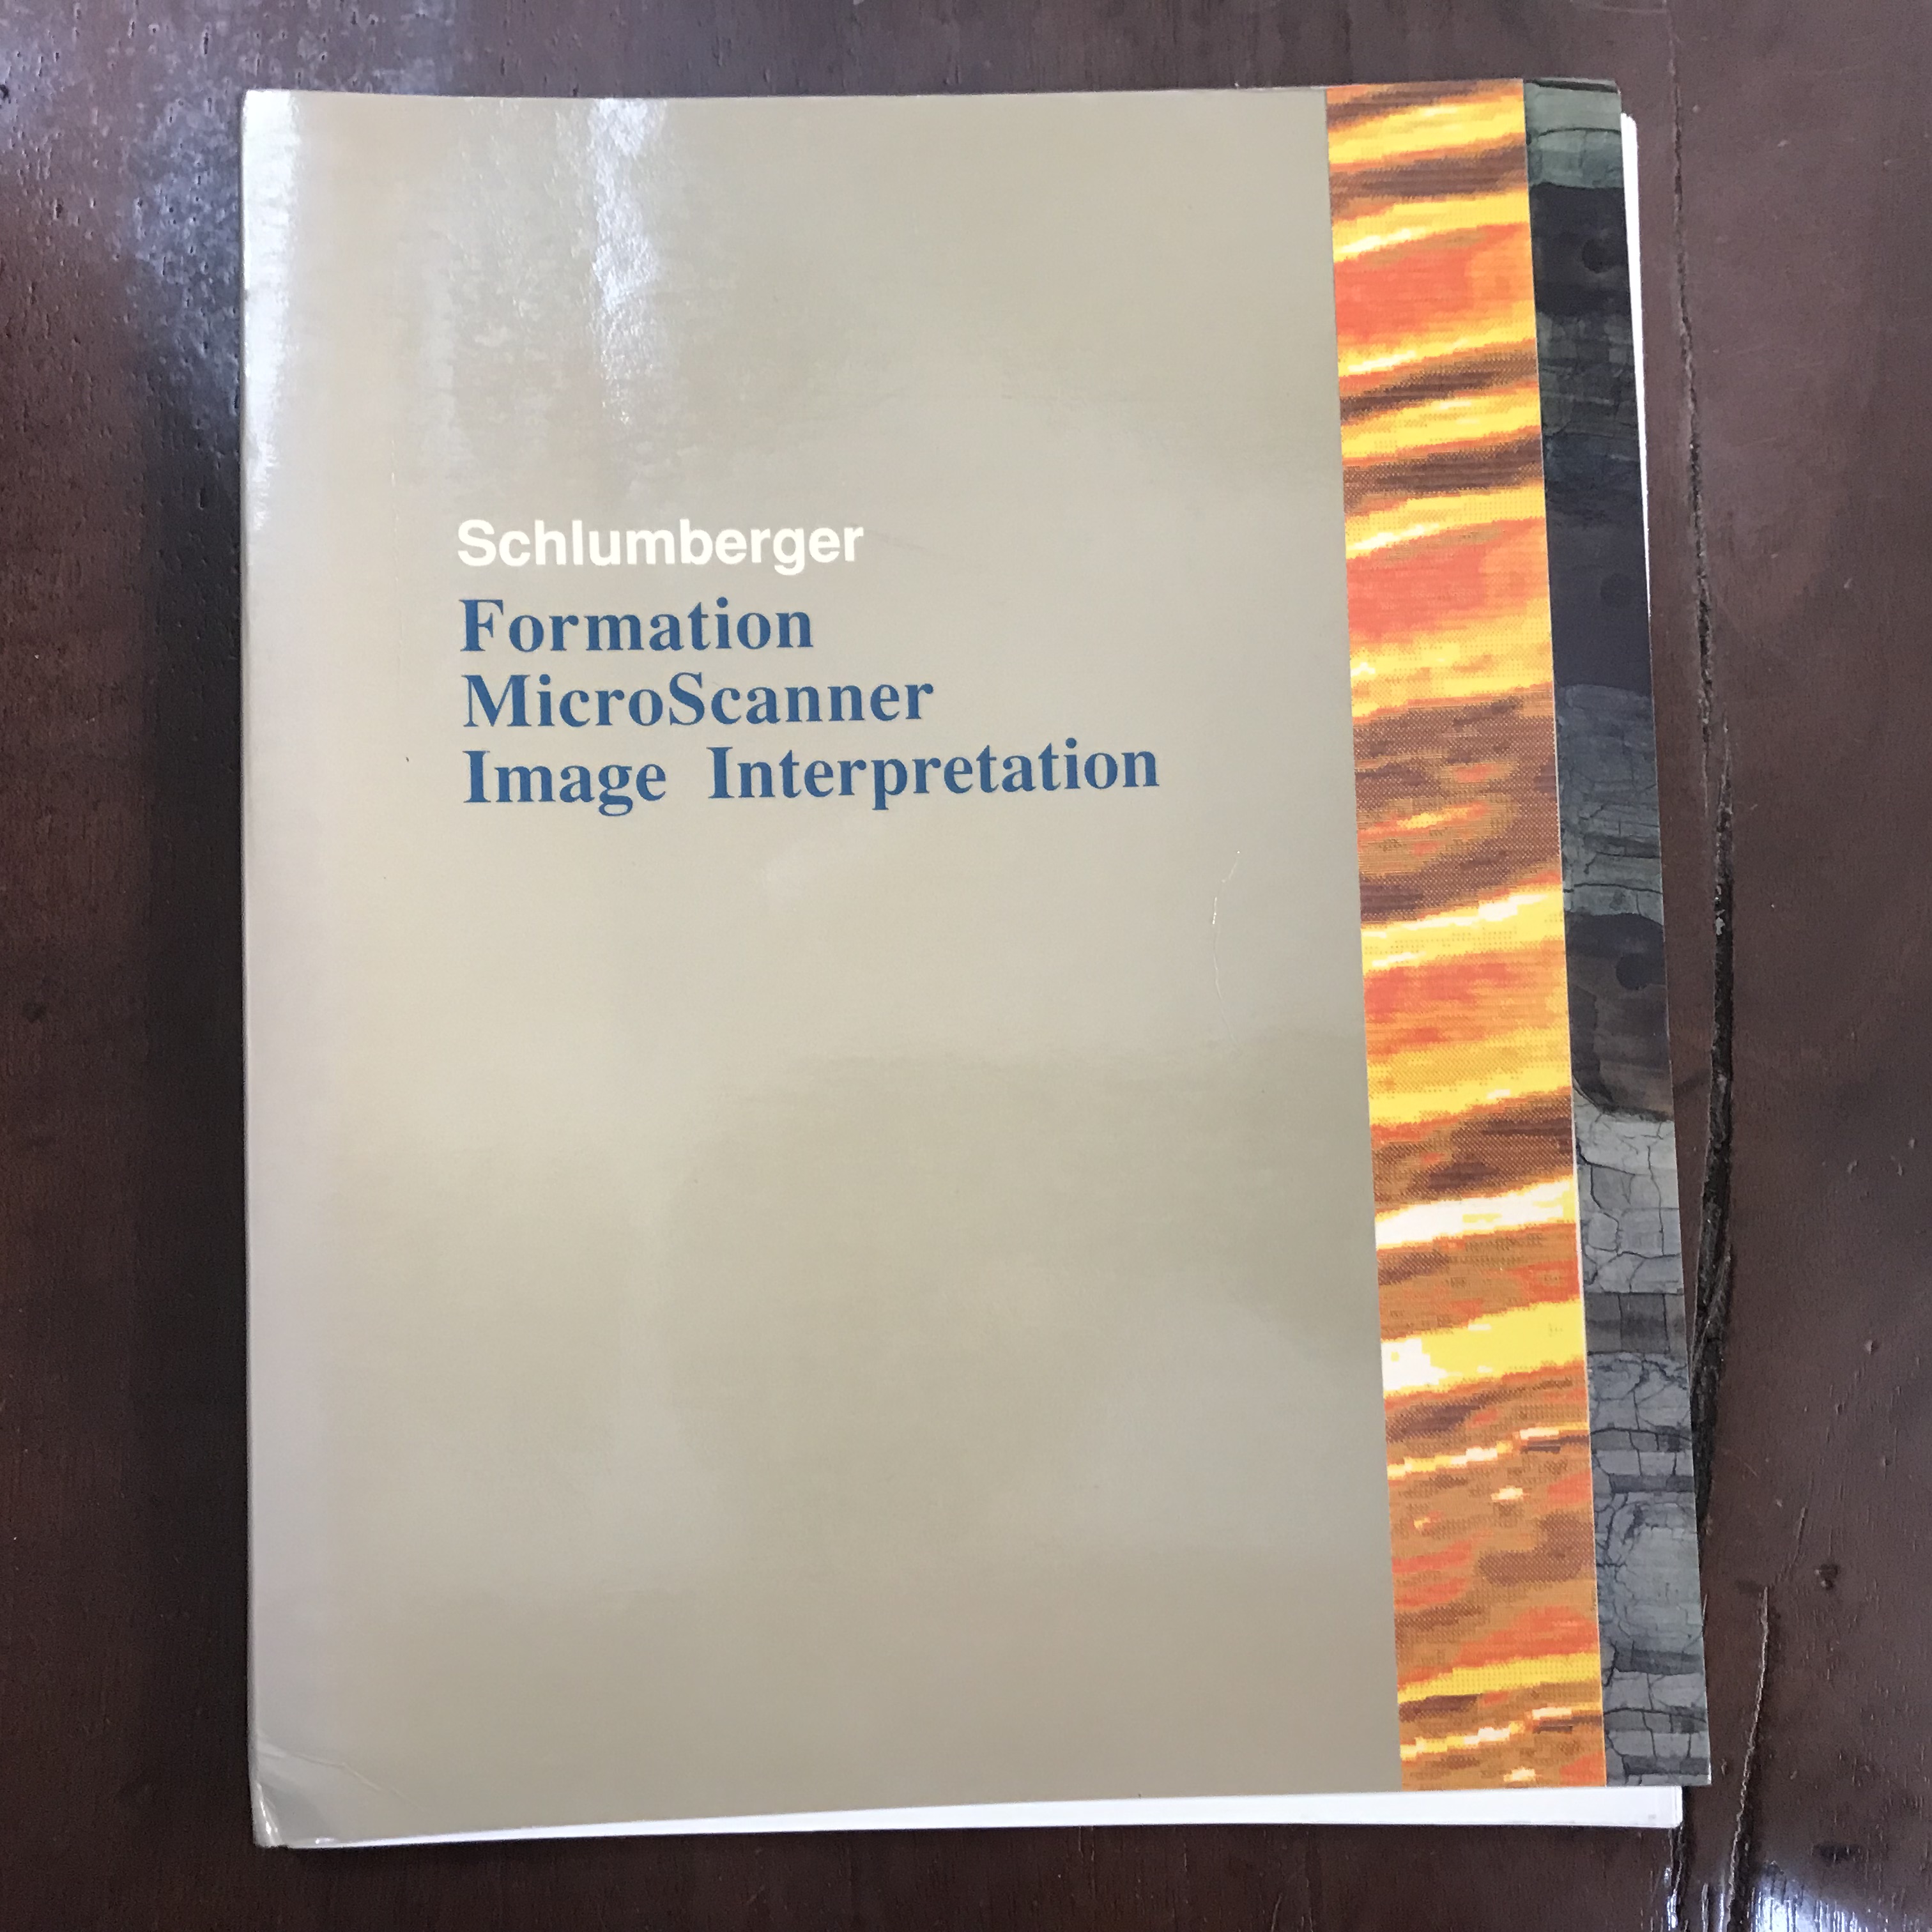 Schlumberger
Formation
MicroScanner
Image Interpretation